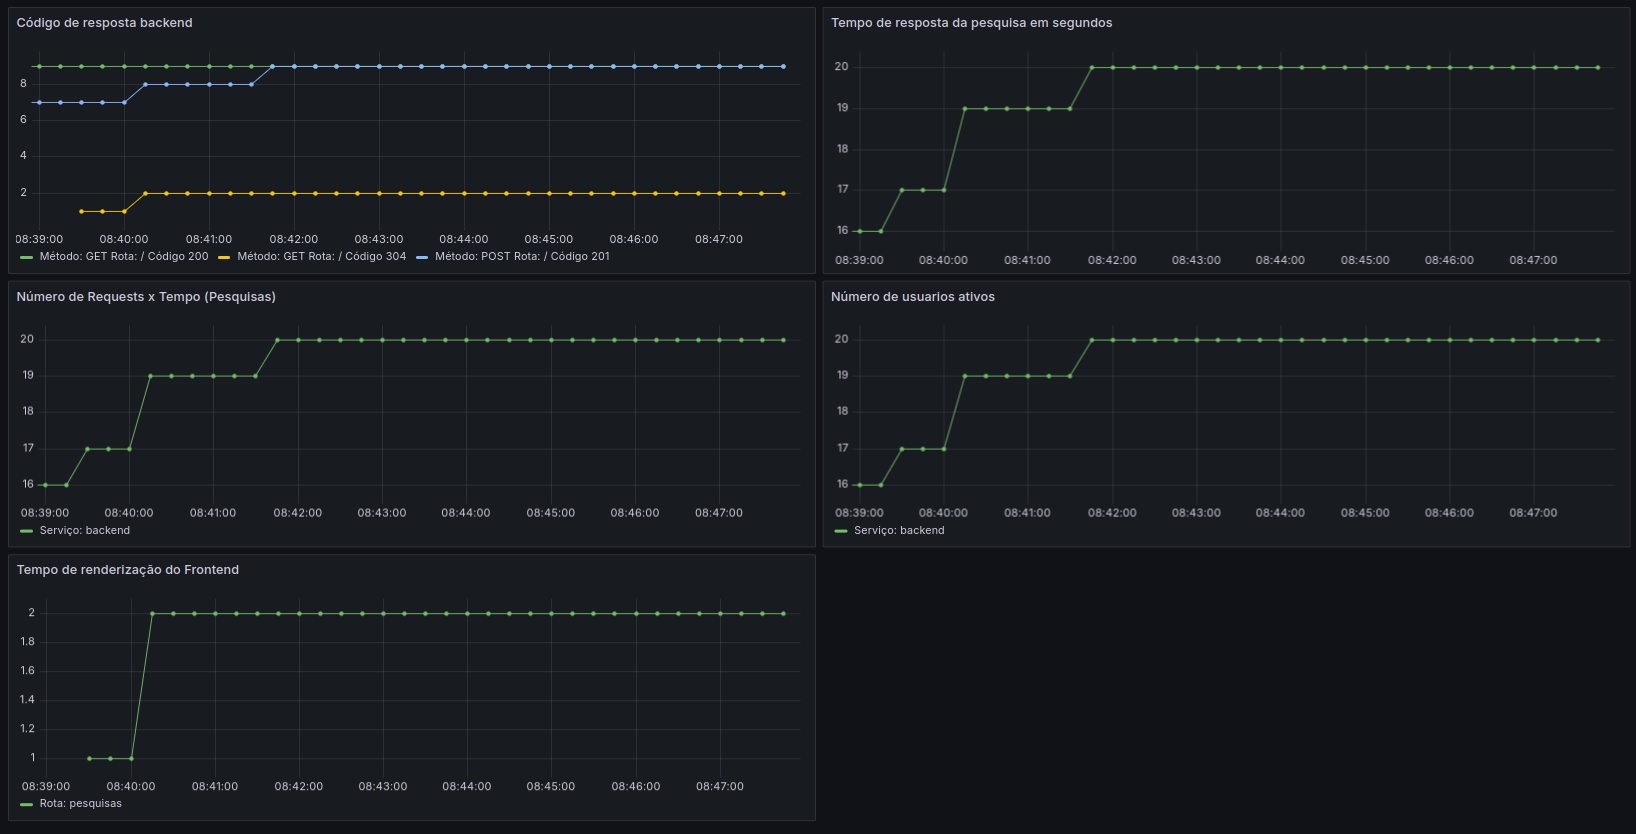 Código de resposta backend
8
6
4
2
08:39:00 08:40:00 08:41:00 08:42:00 08:43:00 08:44:00 08:45:00 08:46:00 08:47:00
Método: GET Rota: / Código 200 Método: GET Rota: / Código 304 Método: POST Rota: / Código 201
Tempo de resposta da pesquisa em segundos
20
19
18
17
16
08:39:00 08:40:00 08:41:00 08:42:00 08:43:00 08:44:00 08:45:00 08:46:00 08:47:00
Número de Requests x Tempo (Pesquisas)
20
19
18
17
16
08:39:00 08:40:00 08:41:00 08:42:00 08:43:00 08:44:00 08:45:00 08:46:00 08:47:00
Serviço: backend
Número de usuarios ativos
20
19
18
17
16
08:39:00 08:40:00 08:41:00 08:42:00 08:43:00 08:44:00 08:45:00 08:46:00 08:47:00
Serviço: backend
Tempo de renderização do Frontend
2
1.8
1.6
1.4
1.2
1
08:39:00 08:40:00 08:41:00 08:42:00 08:43:00 08:44:00 08:45:00 08:46:00 08:47:00
Rota: pesquisas